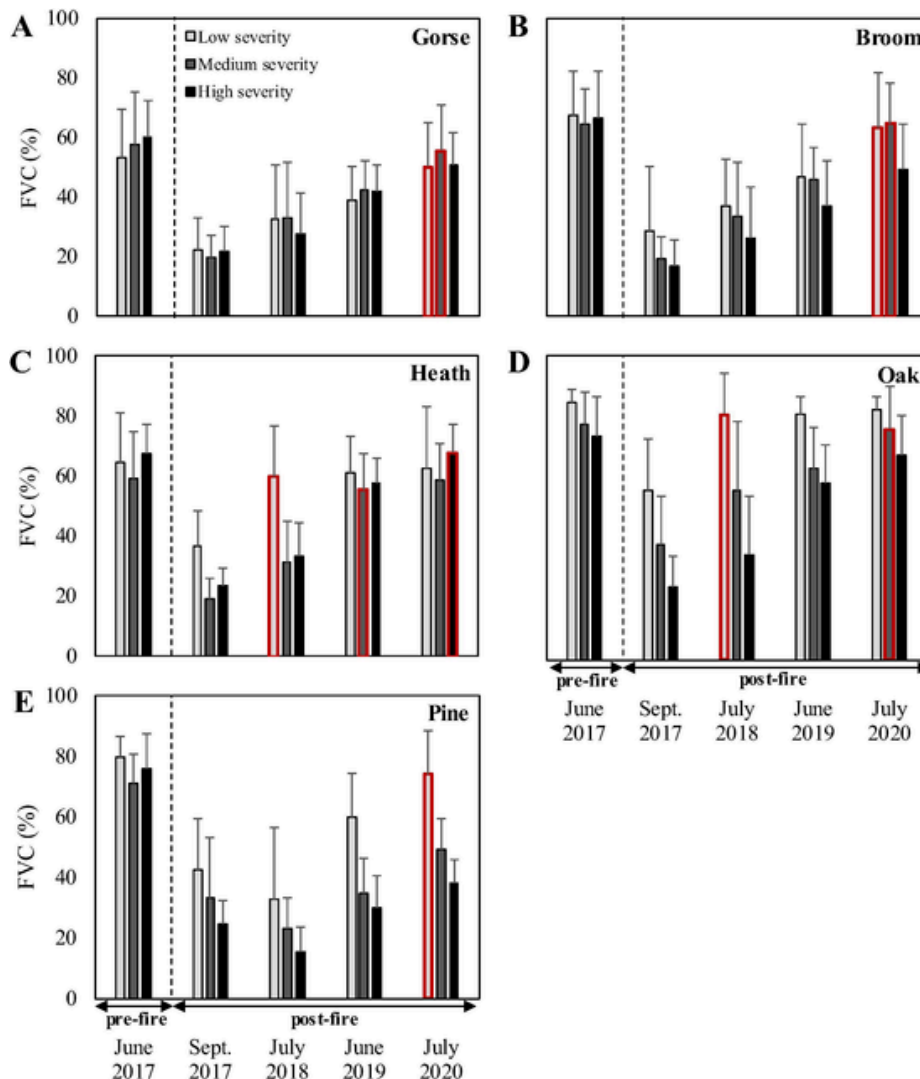 A
Gorse
Low severity
Medium severity
High severity
FVC (%)
100
80
60
40
20
0
B
Broom
C
Heath
FVC (%)
100
80
60
40
20
0
D
Oak
pre-fire
post-fire
June 2017
Sept. 2017
July 2018
June 2019
July 2020
E
Pine
FVC (%)
100
80
60
40
20
0
pre-fire
post-fire
June 2017
Sept. 2017
July 2018
June 2019
July 2020